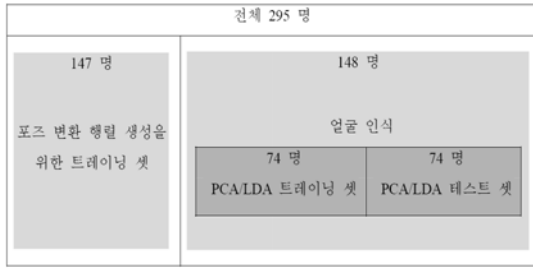 전체 295 명
147 명
포즈 변환 행렬 생성을
위한 트레이닝 셋
148 명
얼굴 인식
74 명
PCA/LDA 트레이닝 셋
74 명
PCA/LDA 테스트 셋